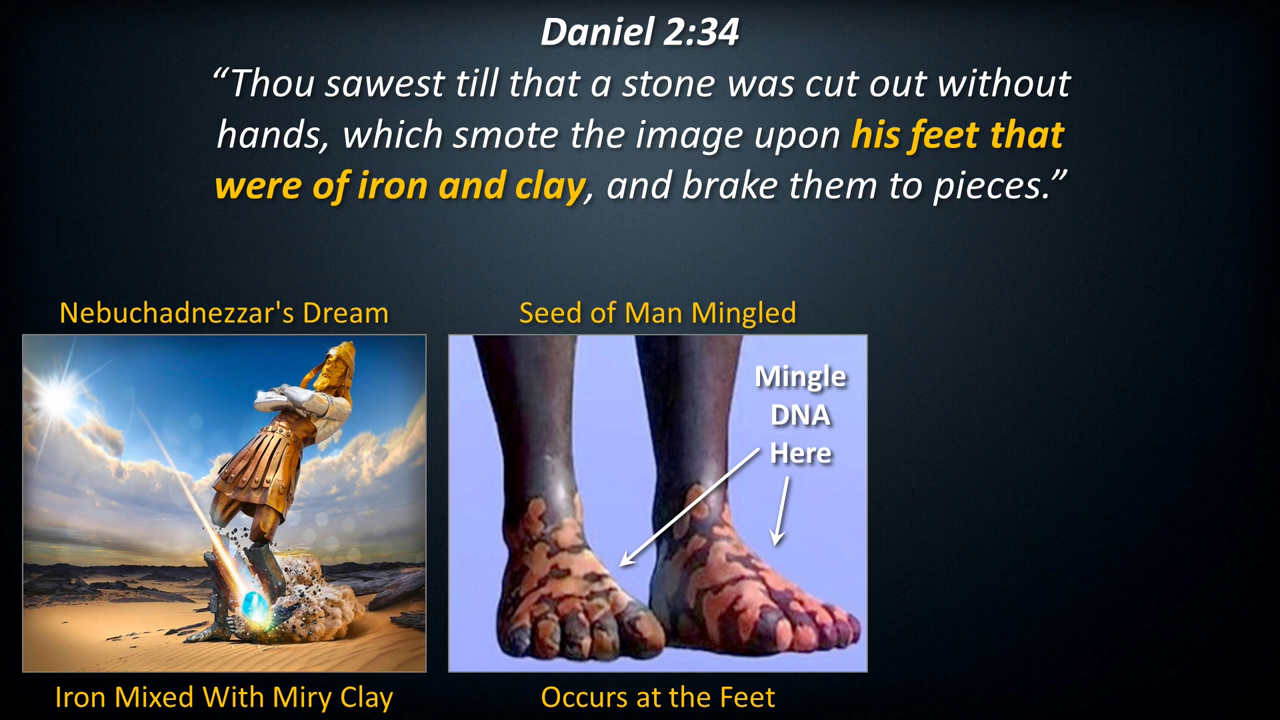 Daniel 2:34
“Thou sawest till that a stone was cut out without
hands, which smote the image upon his feet that
were of iron and clay, and brake them to pieces.”
Nebuchadnezzar's Dream
Seed of Man Mingled
Mingle
DNA
Here
Iron Mixed With Miry Clay
Occurs at the Feet